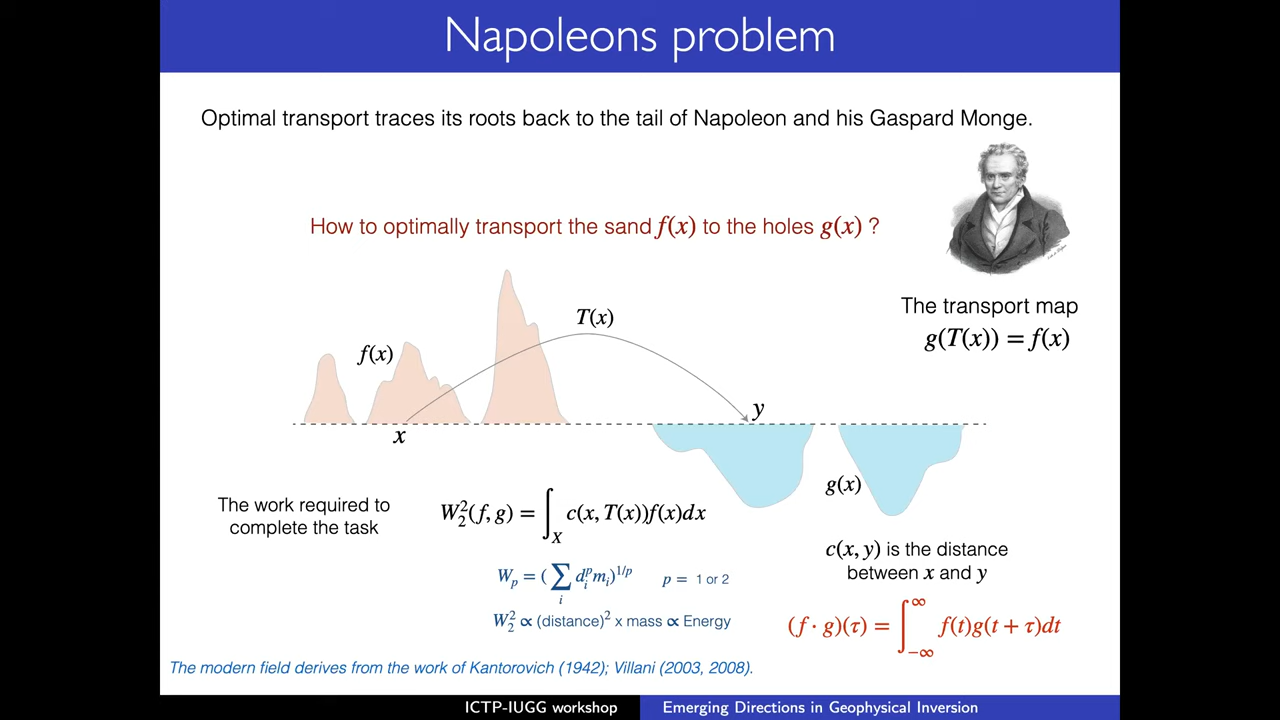 Napoleons problem
Optimal transport traces its roots back to the tail of Napoleon and his Gaspard Monge.
How to optimally transport the sand f(x) to the holes g(x) ?
The transport map
g(T(x)) = f(x)
T(x)
f(x)
y
x
g(x)
The work required to
complete the task
W₂²(f, g) = ∫_X c(x, T(x))f(x)dx
W_p = (∑_i d_i^p m_i)^{1/p} p = 1 or 2
W₂² ∝ (distance)² x mass ∝ Energy
c(x, y) is the distance
between x and y
(f · g)(τ) = ∫_{-∞}^{∞} f(t)g(t + τ)dt
The modern field derives from the work of Kantorovich (1942); Villani (2003, 2008).
ICTP-IUGG workshop
Emerging Directions in Geophysical Inversion